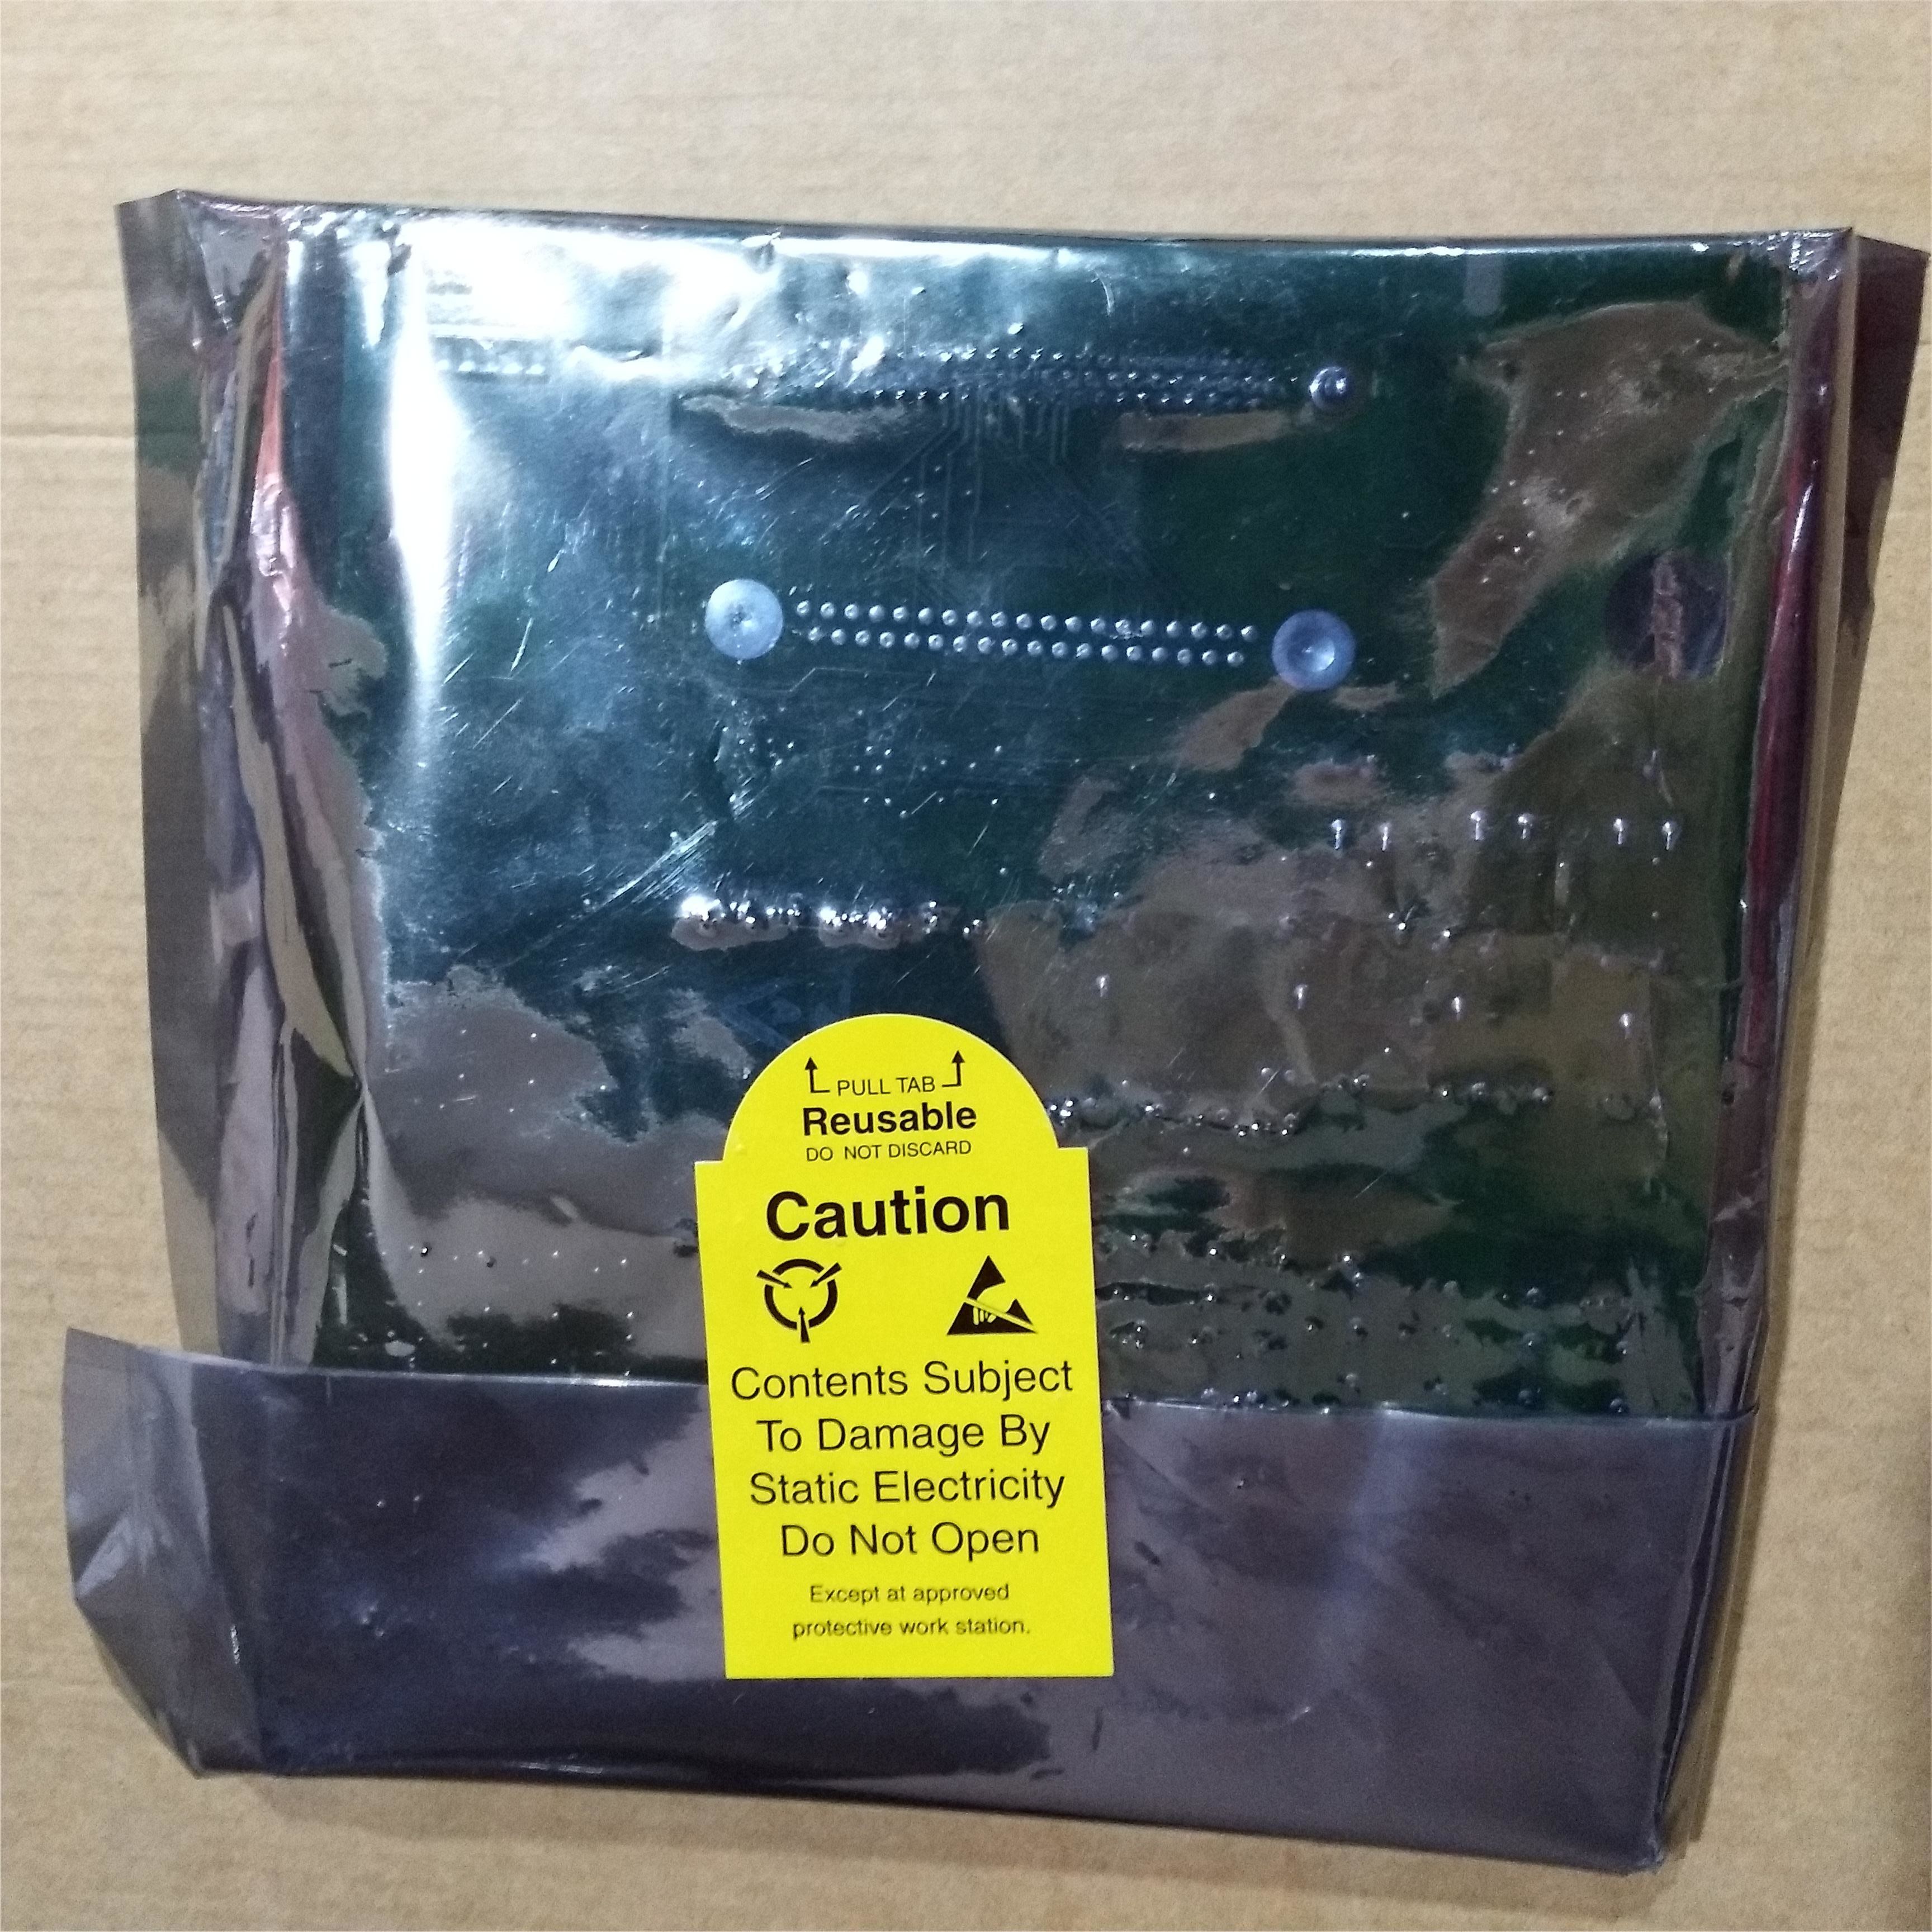 PULL TAB
Reusable
DO NOT DISCARD
Caution
Contents Subject
To Damage By
Static Electricity
Do Not Open
Except at approved
protective work station.